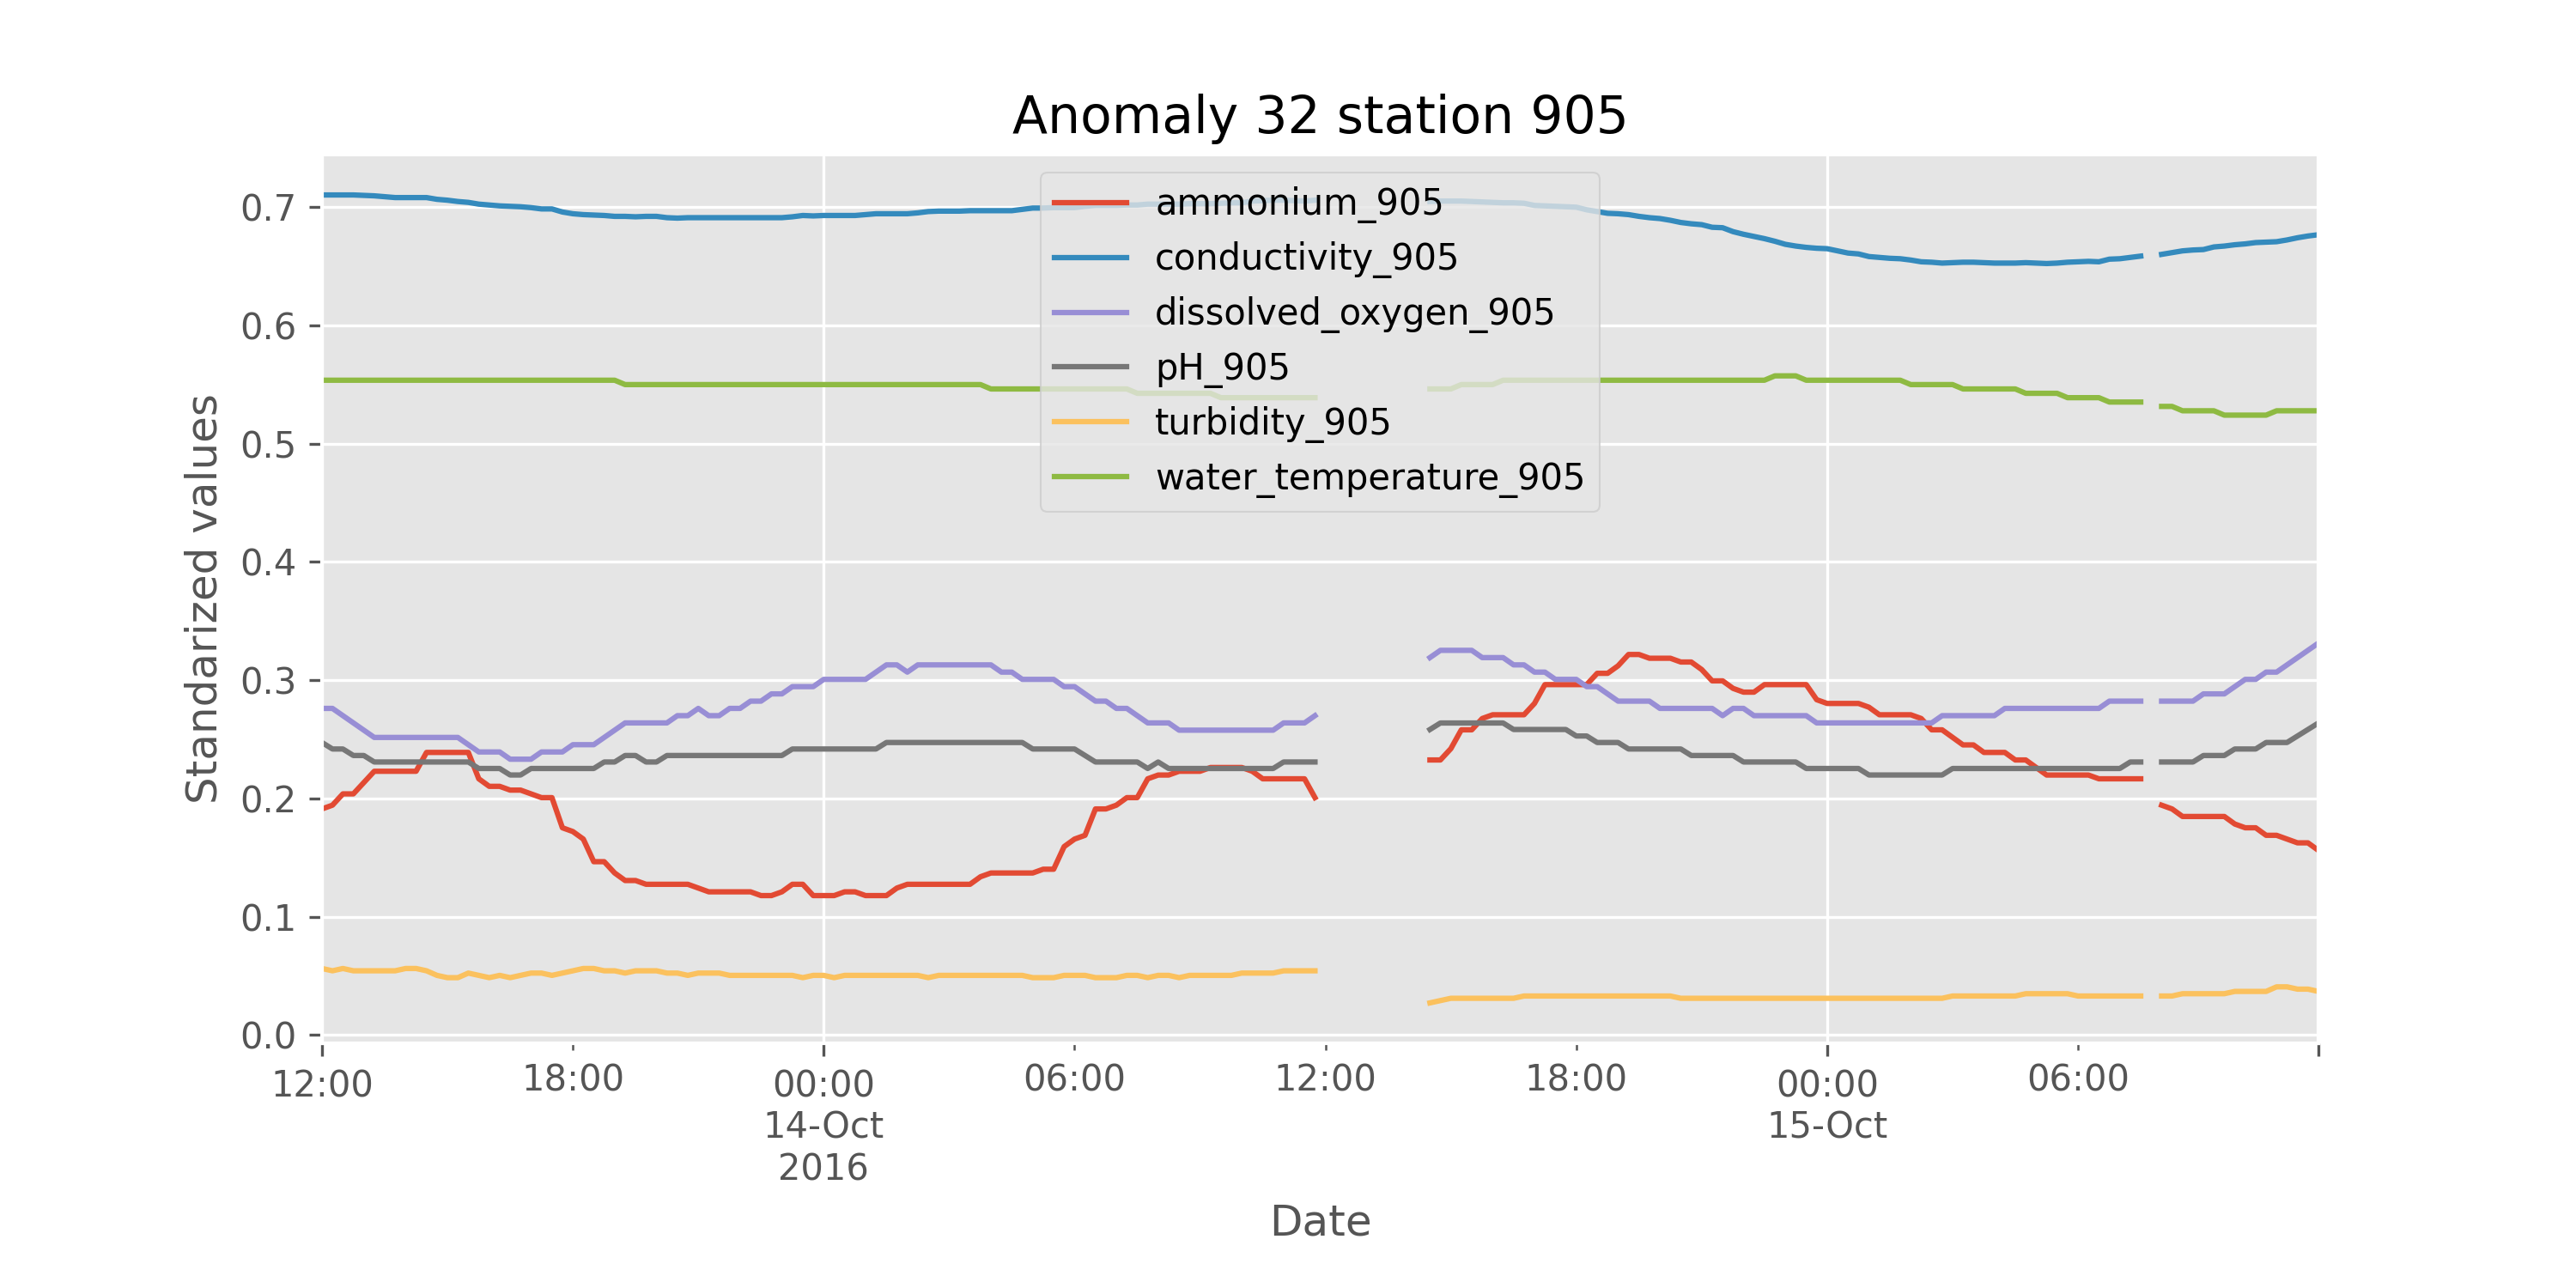 Anomaly 32 station 905
ammonium_905
conductivity_905
dissolved_oxygen_905
pH_905
turbidity_905
water_temperature_905
Standarized values
0.7
0.6
0.5
0.4
0.3
0.2
0.1
0.0
12:00 18:00 00:00 06:00 12:00 18:00 00:00 06:00
14-Oct 15-Oct
2016
Date